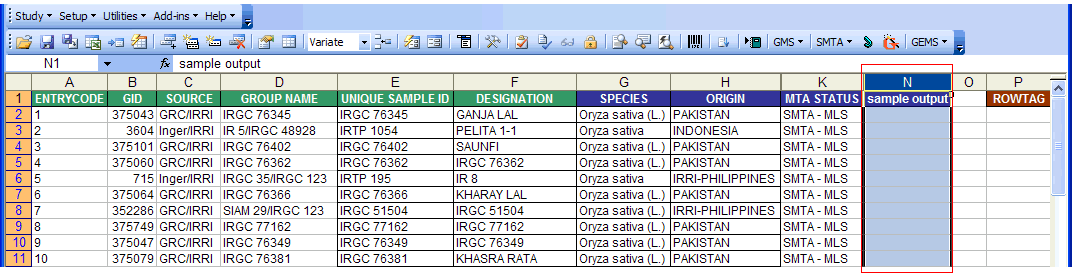 Study Setup Utilities Add-ins Help
Variate GMS SMTA GEMS
N1 fx sample output
A B C D E F G H K N O P
1 ENTRYCODE GID SOURCE GROUP NAME UNIQUE SAMPLE ID DESIGNATION SPECIES ORIGIN MTA STATUS sample output ROWTAG
2 1 375043 GRC/IRRI IRGC 76345 IRGC 76345 GANJA LAL Oryza sativa (L.) PAKISTAN SMTA - MLS
3 2 3604 Inger/IRRI IR 5/IRGC 48928 IRTP 1054 PELITA 1-1 Oryza sativa INDONESIA SMTA - MLS
4 3 375101 GRC/IRRI IRGC 76402 IRGC 76402 SAUNFI Oryza sativa (L.) PAKISTAN SMTA - MLS
5 4 375060 GRC/IRRI IRGC 76362 IRGC 76362 IRGC 76362 Oryza sativa (L.) PAKISTAN SMTA - MLS
6 5 715 Inger/IRRI IRGC 35/IRGC 123 IRTP 195 IR 8 Oryza sativa IRRI-PHILIPPINES SMTA - MLS
7 6 375064 GRC/IRRI IRGC 76366 IRGC 76366 KHARAY LAL Oryza sativa (L.) PAKISTAN SMTA - MLS
8 7 352286 GRC/IRRI SIAM 29/IRGC 123 IRGC 51504 IRGC 51504 Oryza sativa (L.) IRRI-PHILIPPINES SMTA - MLS
9 8 375749 GRC/IRRI IRGC 77162 IRGC 77162 IRGC 77162 Oryza sativa (L.) PAKISTAN SMTA - MLS
10 9 375047 GRC/IRRI IRGC 76349 IRGC 76349 IRGC 76349 Oryza sativa (L.) PAKISTAN SMTA - MLS
11 10 375079 GRC/IRRI IRGC 76381 IRGC 76381 KHASRA RATA Oryza sativa (L.) PAKISTAN SMTA - MLS